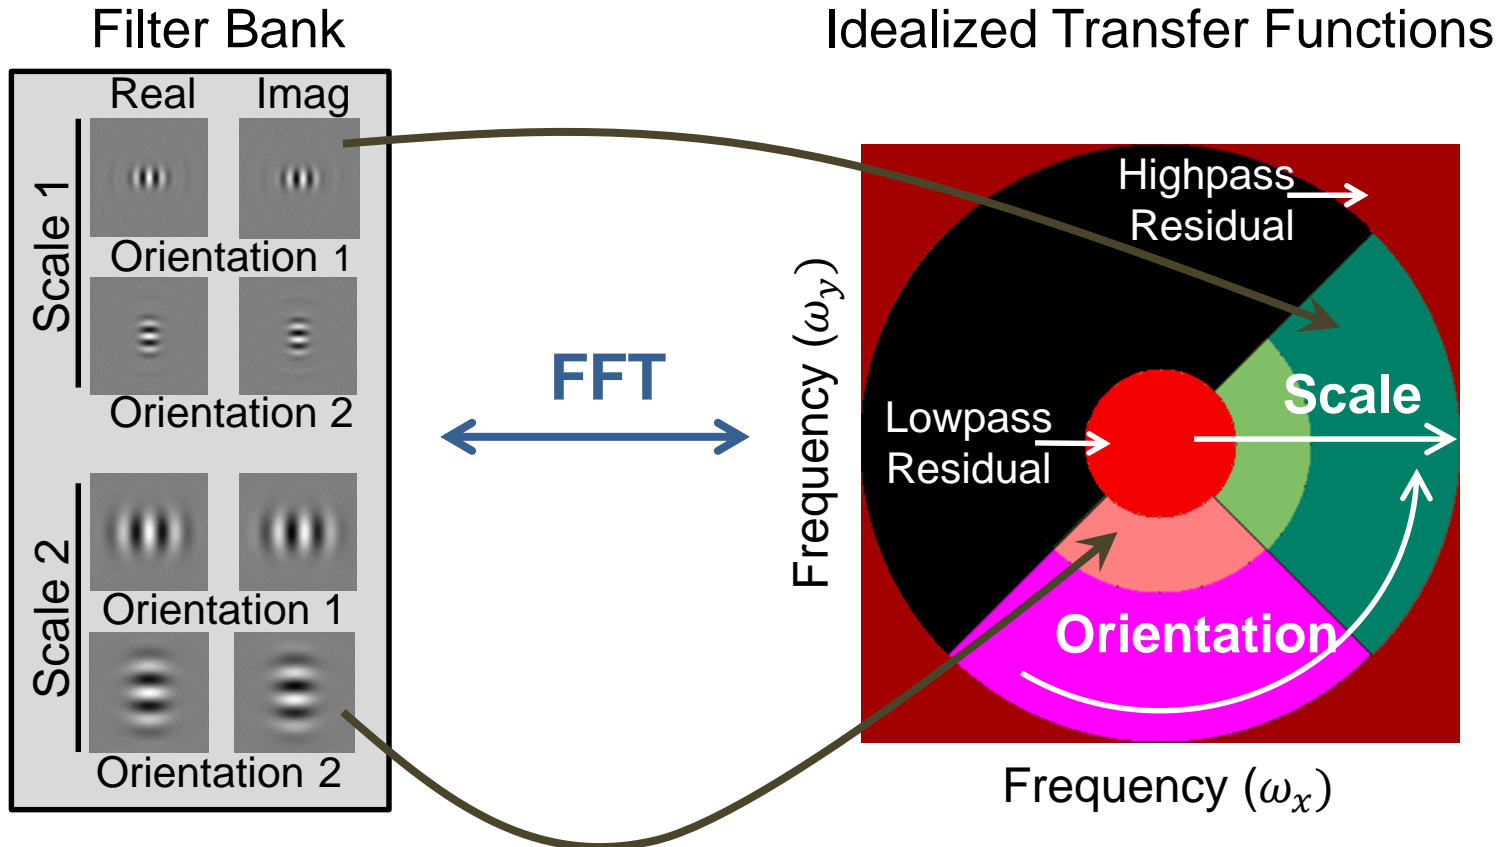 Filter Bank
Idealized Transfer Functions
Real
Imag
Scale 1
Orientation 1
Orientation 2
Scale 2
Orientation 1
Orientation 2
FFT
Frequency (ω_y)
Highpass
Residual
Lowpass
Residual
Scale
Orientation
Frequency (ω_x)